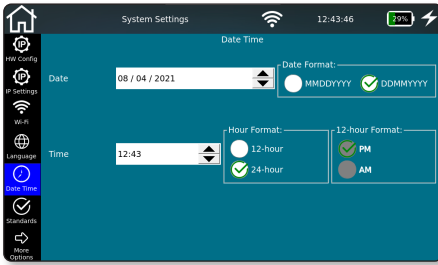 System Settings
12:43:46
29%
Date Time
HW Config
IP
IP Settings
Wi-Fi
Language
Date Time
Standards
More
Options
Date
08 / 04 / 2021
Date Format:
MMDDYYYY
DDMMYYYY
Time
12:43
Hour Format:
12-hour
24-hour
12-hour Format:
PM
AM